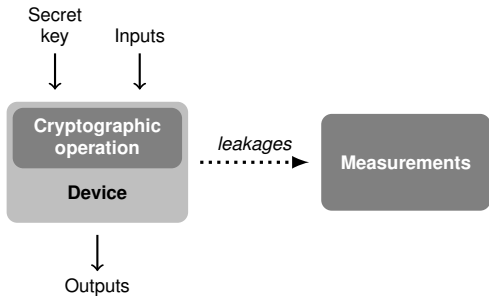 Secret
key
Inputs
Cryptographic
operation
Device
leakages
Measurements
Outputs